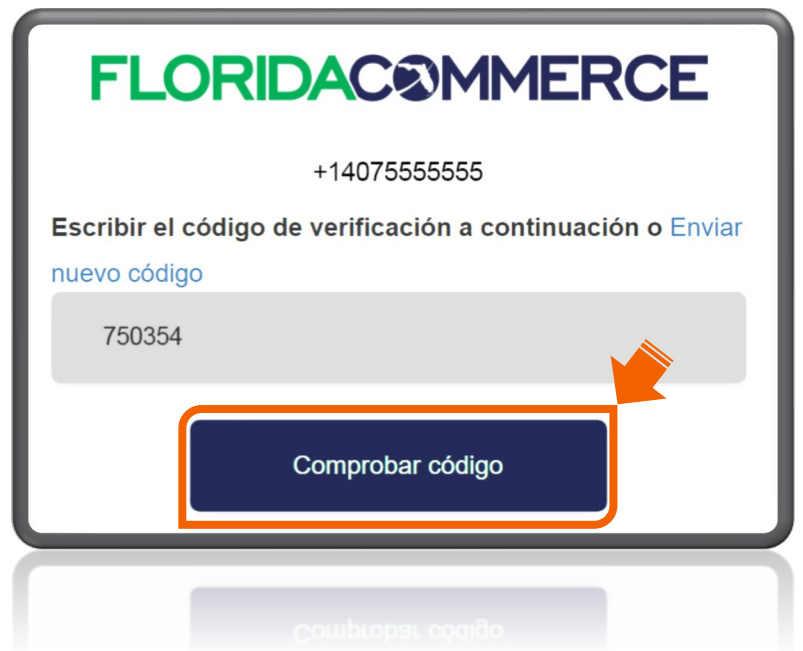 FLORIDACOMMERCE
+14075555555
Escribir el código de verificación a continuación o Enviar
nuevo código
750354
Comprobar código